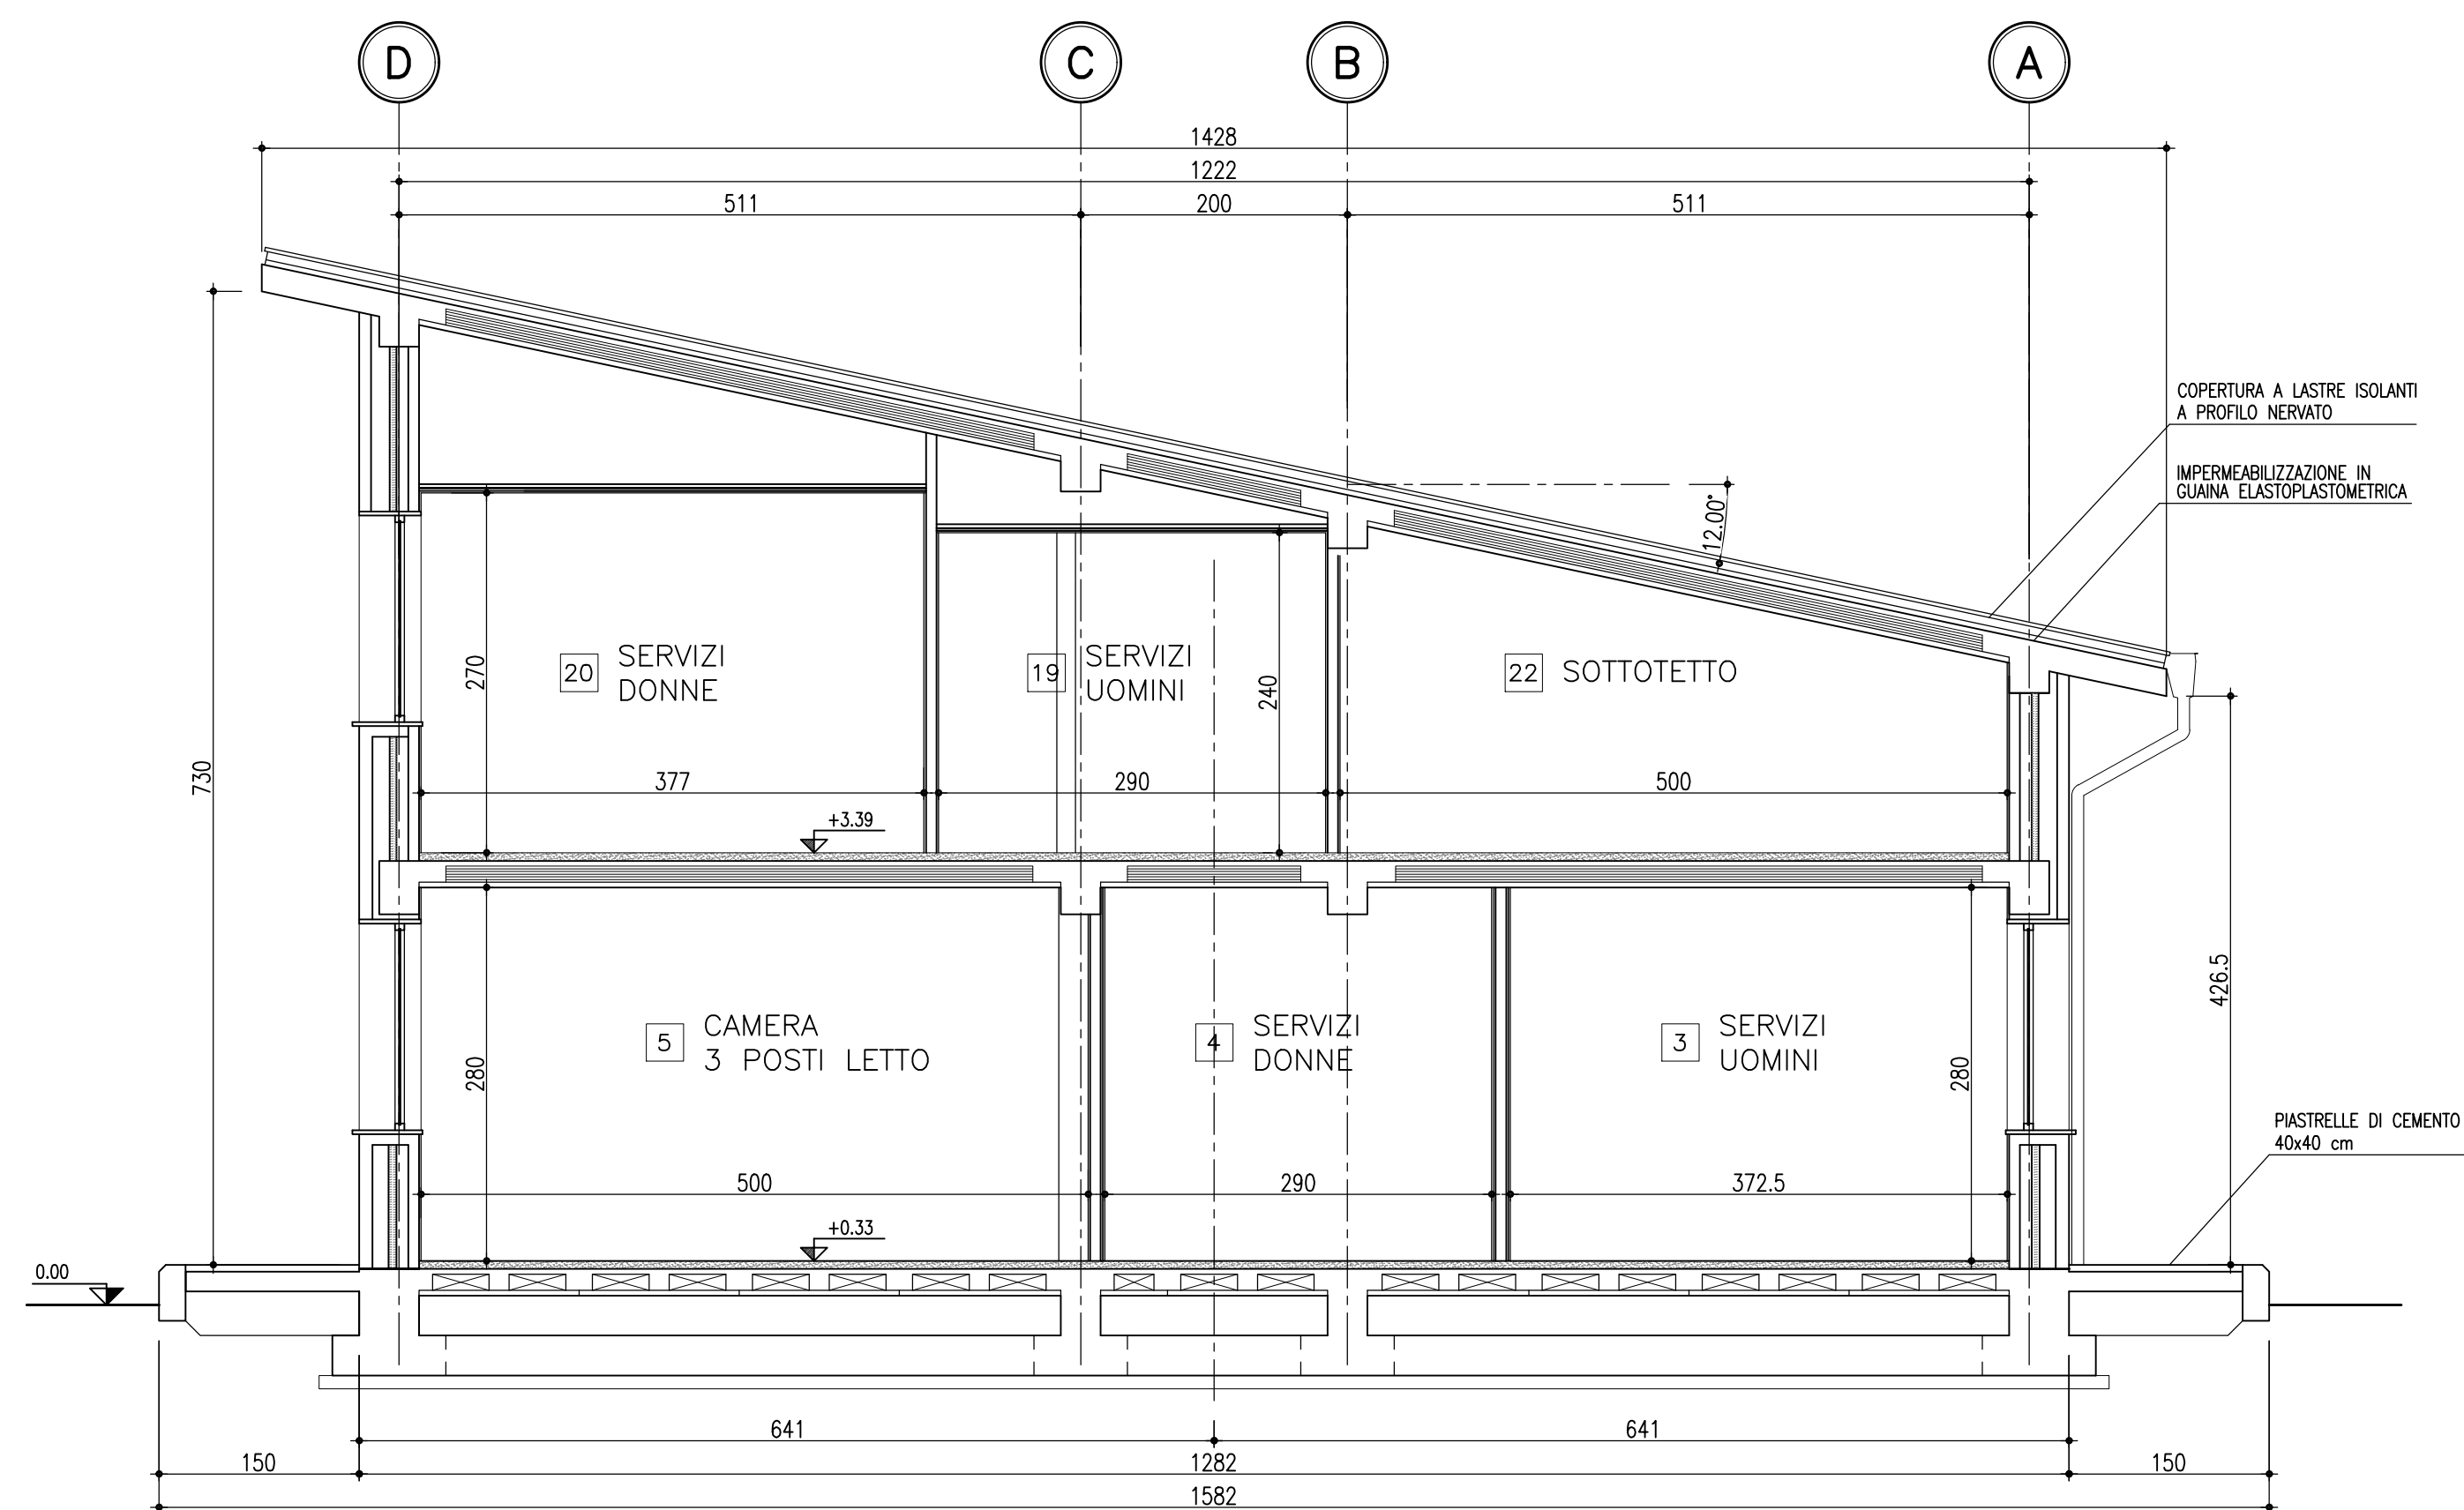 D
C
B
A
1428
1222
511
200
511
COPERTURA A LASTRE ISOLANTI
A PROFILO NERVATO
IMPERMEABILIZZAZIONE IN
GUAINA ELASTOPLASTOMETRICA
12.00°
20
SERVIZI
DONNE
19
SERVIZI
UOMINI
22
SOTTOTETTO
270
240
730
377
290
500
+3.39
426.5
5
CAMERA
3 POSTI LETTO
4
SERVIZI
DONNE
3
SERVIZI
UOMINI
280
280
PIASTRELLE DI CEMENTO
40x40 cm
500
290
372.5
+0.33
0.00
641
641
150
1282
150
1582